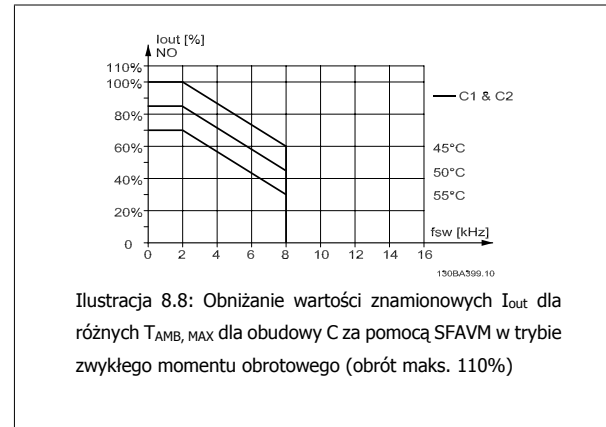 Iout [%]
NO
110%
100%
80%
60%
40%
20%
0
0 2 4 6 8 10 12 14 16
fsw [kHz]
C1 & C2
45°C
50°C
55°C
130BA399.10
Ilustracja 8.8: Obniżanie wartości znamionowych Iout dla
różnych TAMB, MAX dla obudowy C za pomocą SFAVM w trybie
zwykłego momentu obrotowego (obrót maks. 110%)